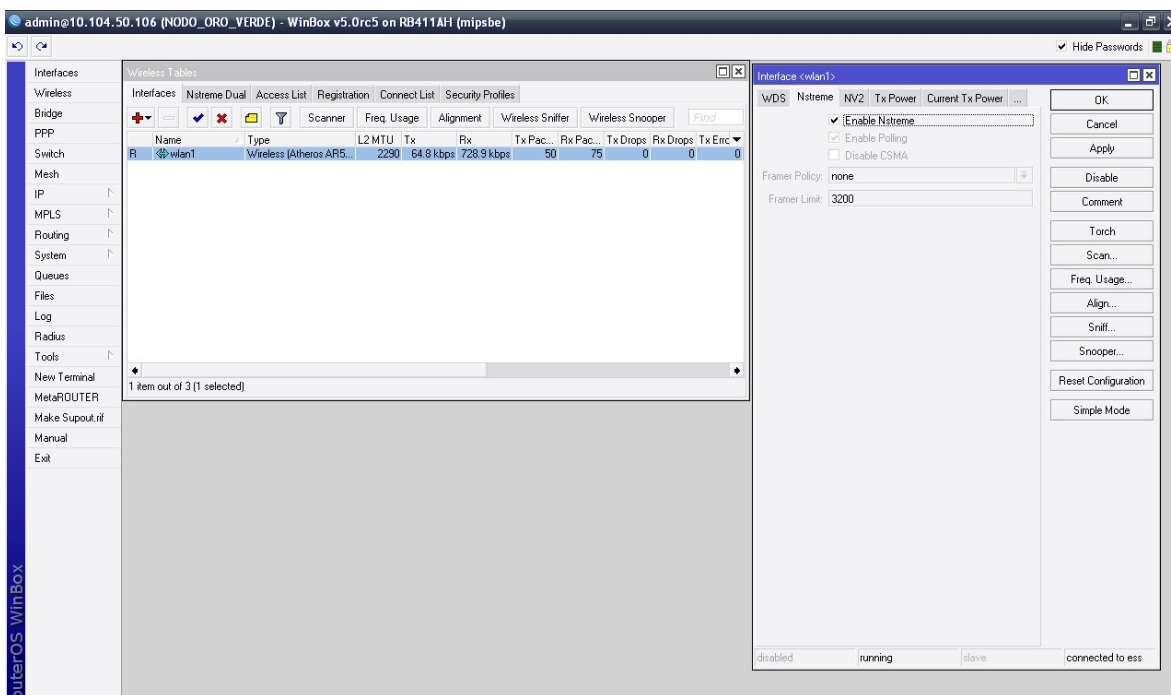 admin@10.104.50.106 (NODO_ORO_VERDE) - WinBox v5.0rc5 on RB411AH (mipsbe)
Hide Passwords
Interfaces
Wireless
Bridge
PPP
Switch
Mesh
IP
MPLS
Routing
System
Queues
Files
Log
Radius
Tools
New Terminal
MetaROUTER
Make Supout.rif
Manual
Exit
outerOS WinBox
Wireless Tables
Interfaces Nstreme Dual Access List Registration Connect List Security Profiles
Scanner Freq. Usage Alignment Wireless Sniffer Wireless Snooper Find
Name Type L2 MTU Tx Rx Tx Pac... Rx Pac... Tx Drops Rx Drops Tx Erro
R wlan1 Wireless (Atheros AR5... 2290 64.8 kbps 728.9 kbps 50 75 0 0 0
1 item out of 3 (1 selected)
Interface <wlan1>
WDS Nstreme NV2 Tx Power Current Tx Power ...
Enable Nstreme
Enable Polling
Disable CSMA
Framer Policy: none
Framer Limit: 3200
OK
Cancel
Apply
Disable
Comment
Torch
Scan...
Freq. Usage...
Align...
Sniff...
Snooper...
Reset Configuration
Simple Mode
disabled running slave connected to ess